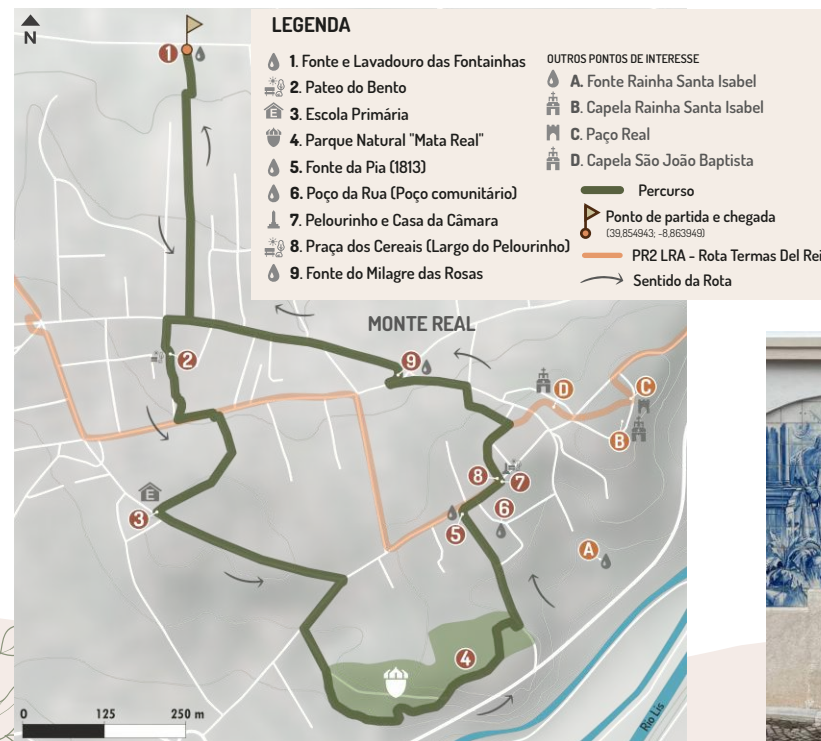 N
LEGENDA
1. Fonte e Lavadouro das Fontainhas
2. Pateo do Bento
3. Escola Primária
4. Parque Natural "Mata Real"
5. Fonte da Pia (1813)
6. Poço da Rua (Poço comunitário)
7. Pelourinho e Casa da Câmara
8. Praça dos Cereais (Largo do Pelourinho)
9. Fonte do Milagre das Rosas
OUTROS PONTOS DE INTERESSE
A. Fonte Rainha Santa Isabel
B. Capela Rainha Santa Isabel
C. Paço Real
D. Capela São João Baptista
Percurso
Ponto de partida e chegada
(39,854943; -8,863949)
PR2 LRA - Rota Termas Del Rei
Sentido da Rota
1
MONTE REAL
2
9
D
C
B
8
7
E
3
6
5
A
4
0 125 250 m
Rio Lis